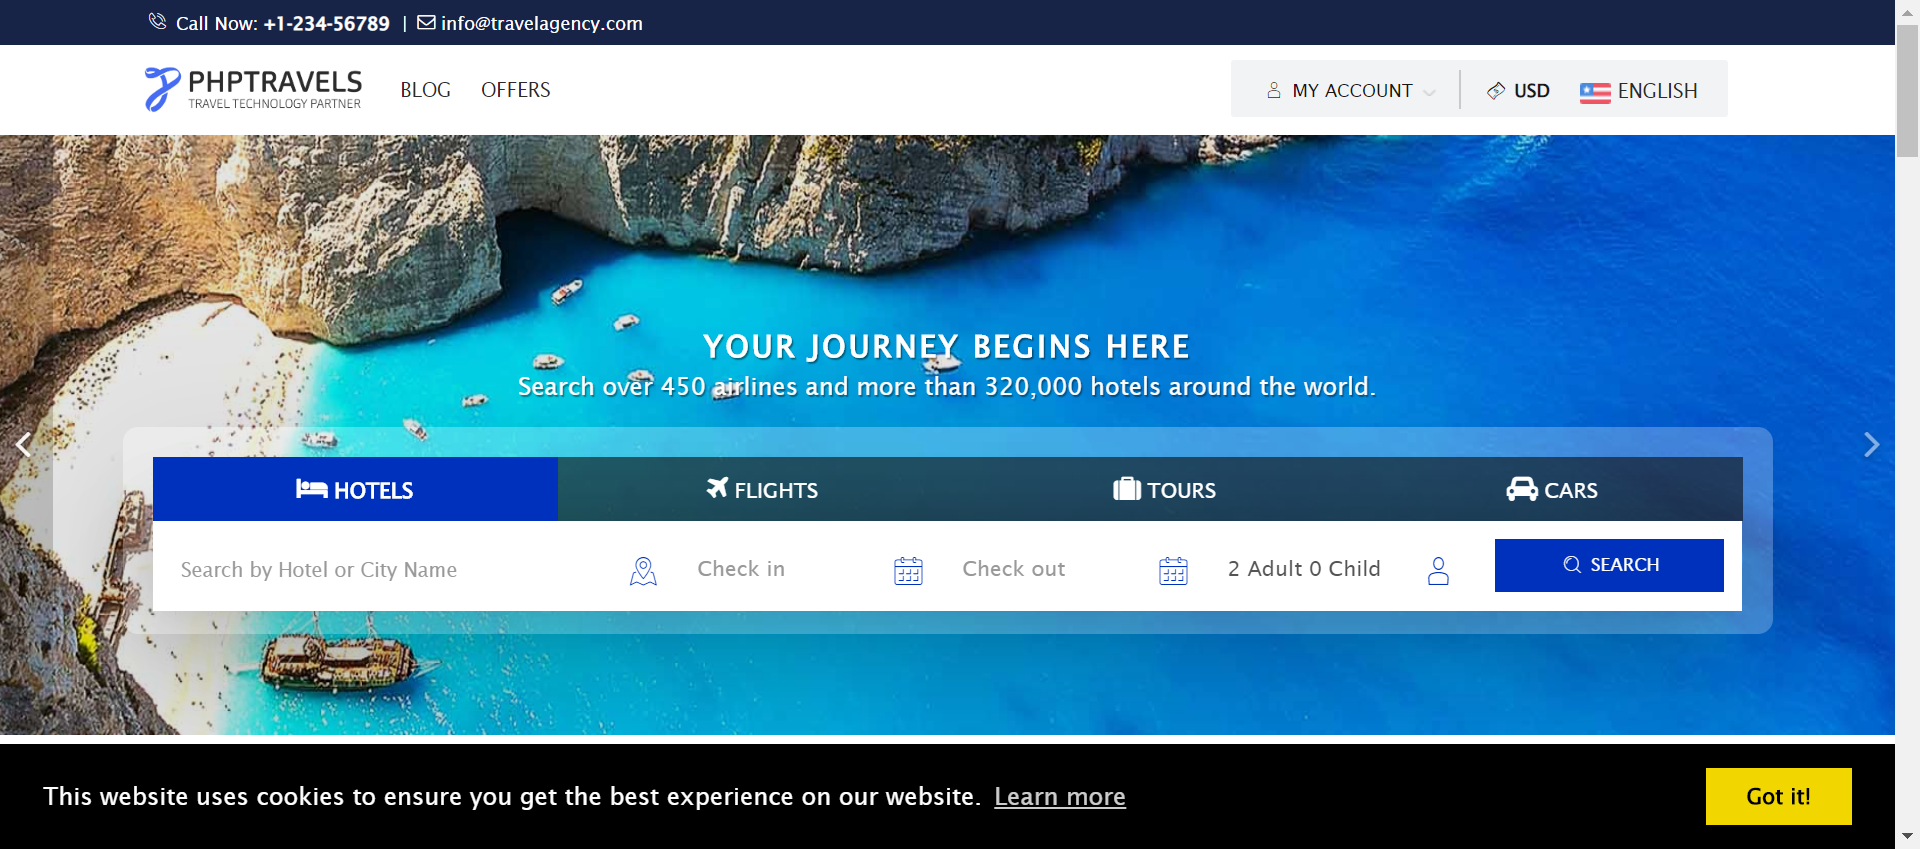 Call Now: +1-234-56789 | info@travelagency.com
PHPTRAVELS
TRAVEL TECHNOLOGY PARTNER
BLOG OFFERS
MY ACCOUNT USD ENGLISH
YOUR JOURNEY BEGINS HERE
Search over 450 airlines and more than 320,000 hotels around the world.
HOTELS FLIGHTS TOURS CARS
Search by Hotel or City Name Check in Check out 2 Adult 0 Child SEARCH
This website uses cookies to ensure you get the best experience on our website. Learn more Got it!